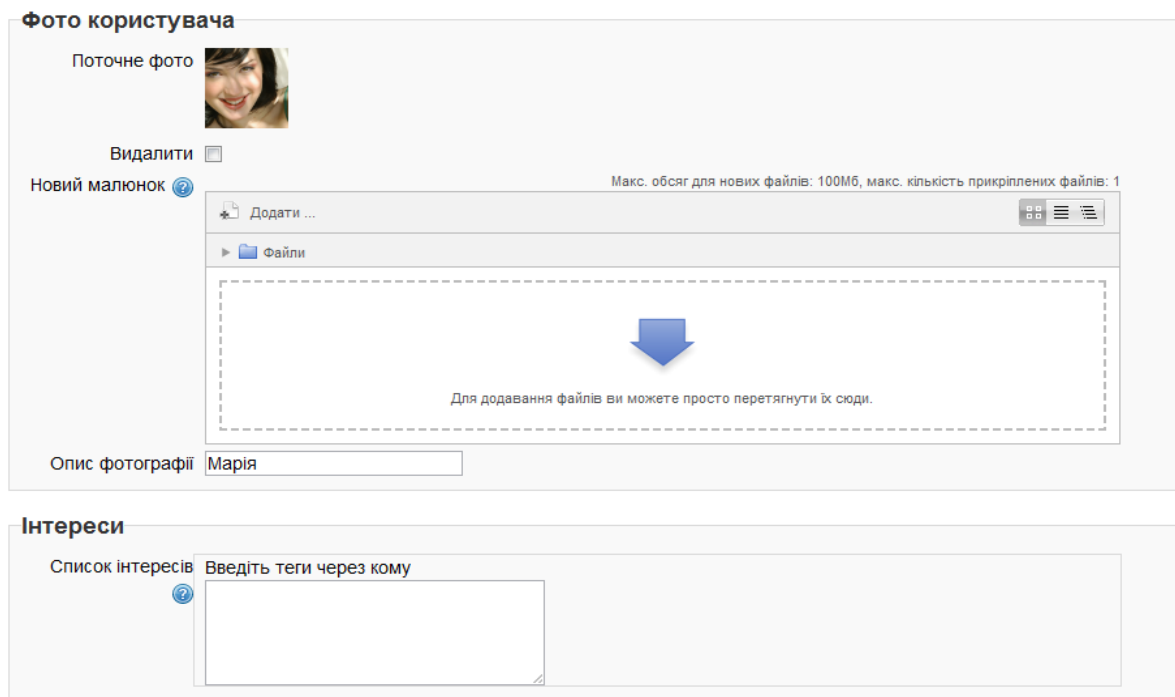 Фото користувача
Поточне фото
Видалити
Новий малюнок
Макс. обсяг для нових файлів: 100Мб, макс. кількість прикріплених файлів: 1
Додати ...
Файли
Для додавання файлів ви можете просто перетягнути їх сюди.
Опис фотографії Марія
Інтереси
Список інтересів Введіть теги через кому